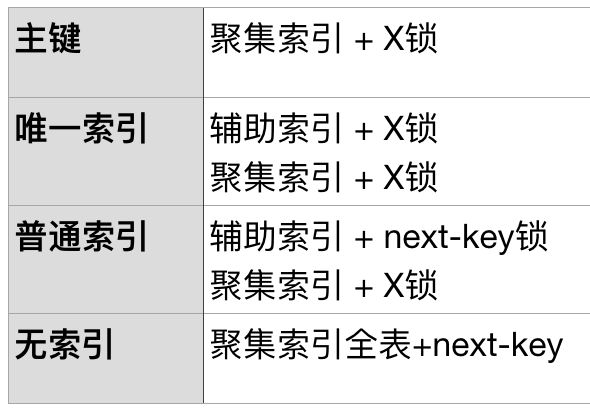 主键
聚集索引 + X锁
唯一索引
辅助索引 + X锁
聚集索引 + X锁
普通索引
辅助索引 + next-key锁
聚集索引 + X锁
无索引
聚集索引全表+next-key